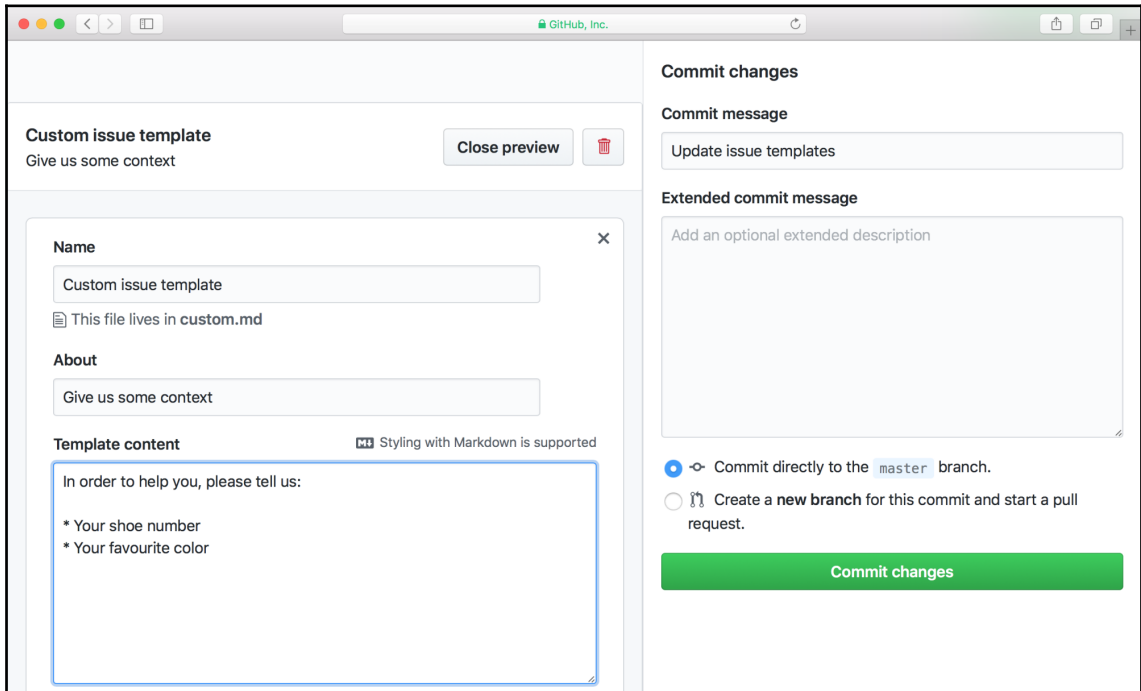 GitHub, Inc.
Custom issue template
Give us some context
Close preview
Name
Custom issue template
This file lives in custom.md
About
Give us some context
Template content
Styling with Markdown is supported
In order to help you, please tell us:
* Your shoe number
* Your favourite color
Commit changes
Commit message
Update issue templates
Extended commit message
Add an optional extended description
Commit directly to the master branch.
Create a new branch for this commit and start a pull
request.
Commit changes